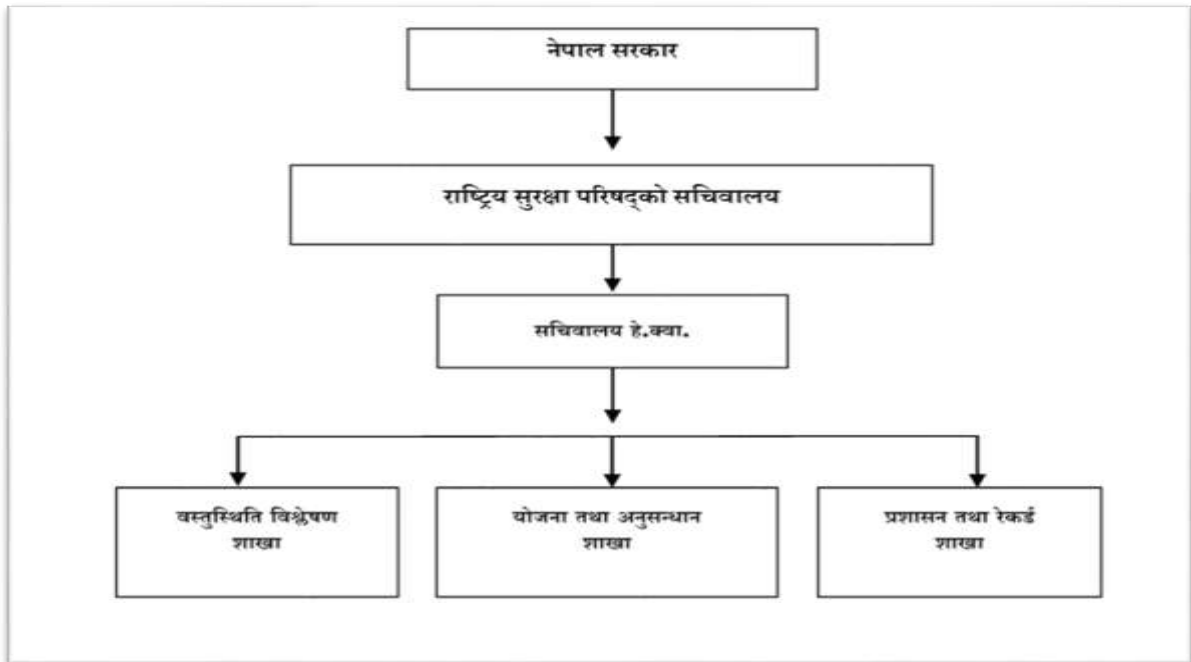 नेपाल सरकार
राष्ट्रिय सुरक्षा परिषद्को सचिवालय
सचिवालय हे.क्वा.
वस्तुस्थिति विश्लेषण
शाखा
योजना तथा अनुसन्धान
शाखा
प्रशासन तथा रेकर्ड
शाखा